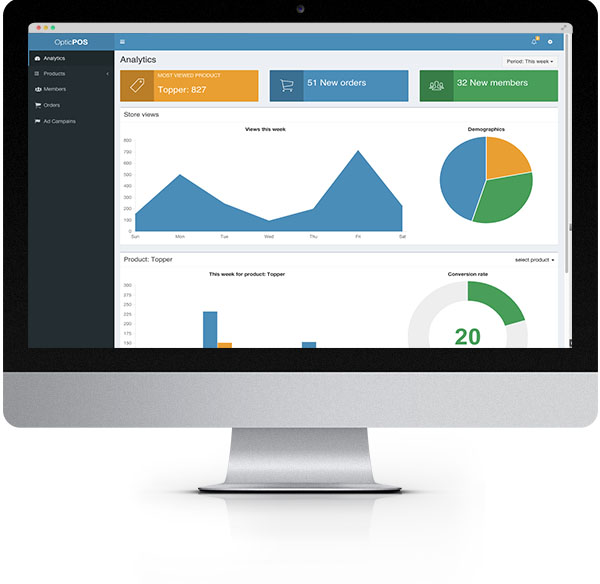 OpticPOS
Analytics
Products
Members
Orders
Ad Campains
Analytics
Period: This week
MOST VIEWED PRODUCT
Topper: 827
51 New orders
32 New members
Store views
Views this week
800
700
600
500
400
300
200
100
0
Sun Mon Tue Wed Thu Fri Sat
Demographics
Product: Topper
select product
This week for product: Topper
300
275
250
225
200
175
150
Conversion rate
20